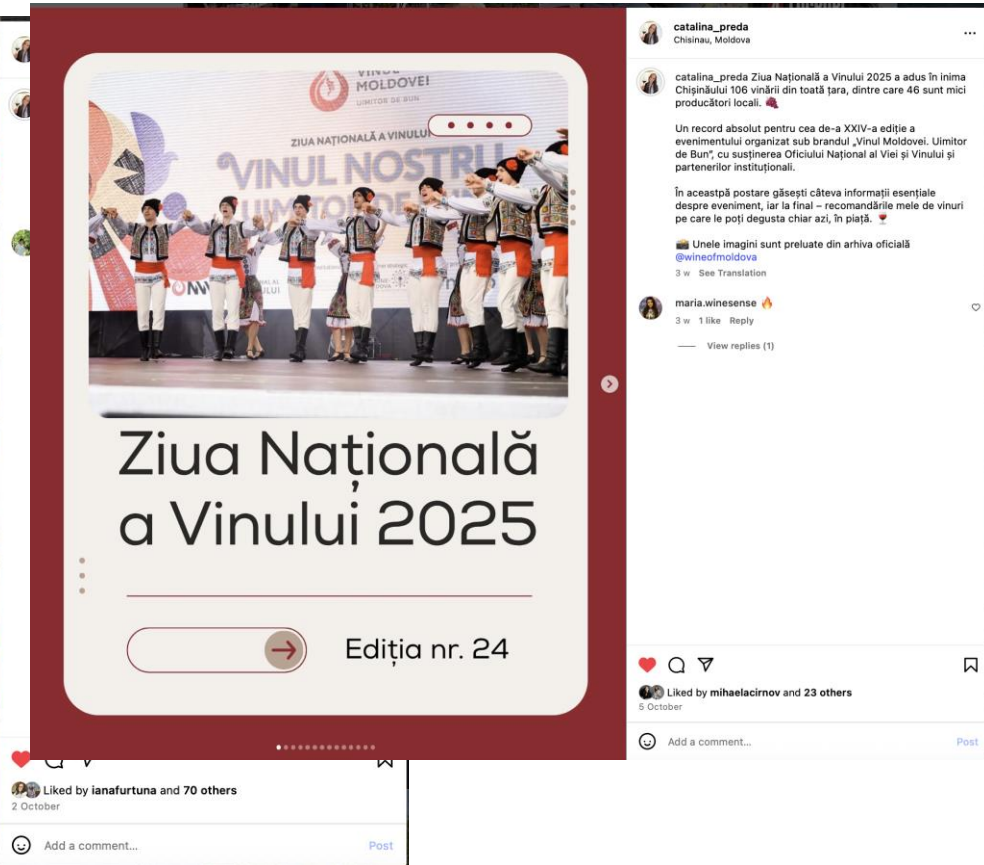 VINUL
MOLDOVEI
UIMITOR DE BUN
ZIUA NAȚIONALĂ A VINULUI
VINUL NOSTRU
UIMITOR DE BUN
Ziua Națională
a Vinului 2025
Ediția nr. 24
catalina_preda
Chisinau, Moldova
catalina_preda Ziua Națională a Vinului 2025 a adus în inima
Chișinăului 106 vinării din toată țara, dintre care 46 sunt mici
producători locali. 🍇
Un record absolut pentru cea de-a XXIV-a ediție a
evenimentului organizat sub brandul „Vinul Moldovei. Uimitor
de Bun”, cu susținerea Oficiului Național al Viei și Vinului și
partenerilor instituționali.
În aceastpă postare găsești câteva informații esențiale
despre eveniment, iar la final – recomandările mele de vinuri
pe care le poți degusta chiar azi, în piață. 🍷
📸 Unele imagini sunt preluate din arhiva oficială
@wineofmoldova
3 w See Translation
maria.winesense 🔥
3 w 1 like Reply
View replies (1)
Liked by mihaelacirnov and 23 others
5 October
Add a comment...
Post
Liked by ianafurtuna and 70 others
2 October
Add a comment...
Post